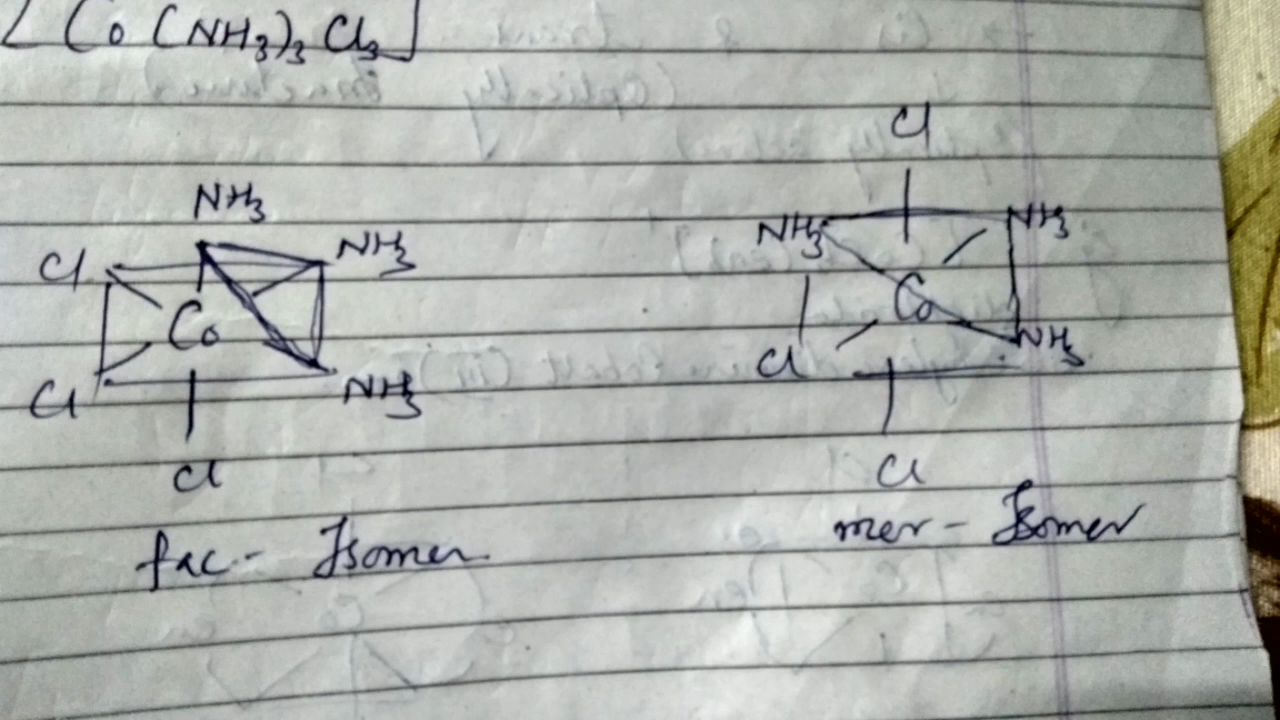 [Co(NH3)3Cl3]
Cl
NH3
NH3 NH3
Cl NH3
Cl Co
Co
NH3
Cl
Cl NH3
Cl Cl
fac- Isomer mer- Isomer